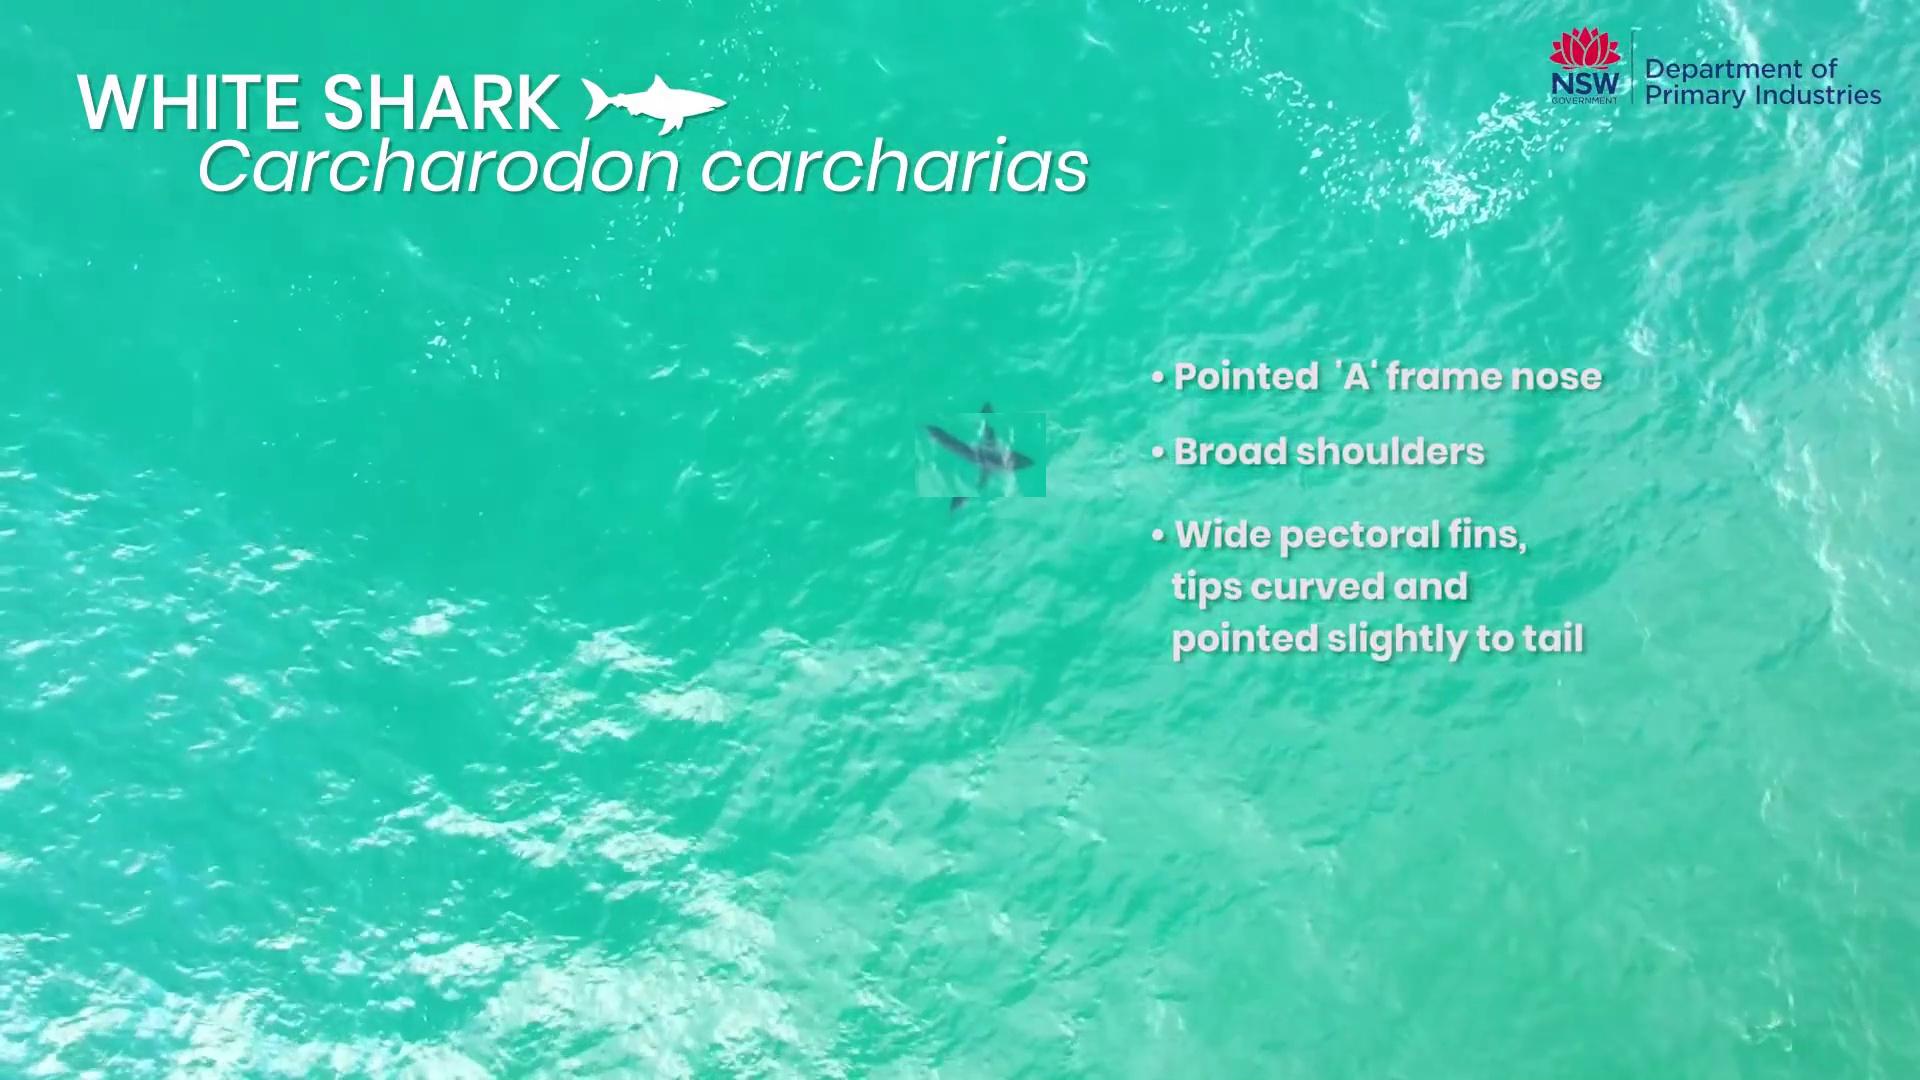 WHITE SHARK
Carcharodon carcharias
NSW
GOVERNMENT
Department of
Primary Industries
• Pointed 'A' frame nose
• Broad shoulders
• Wide pectoral fins,
tips curved and
pointed slightly to tail